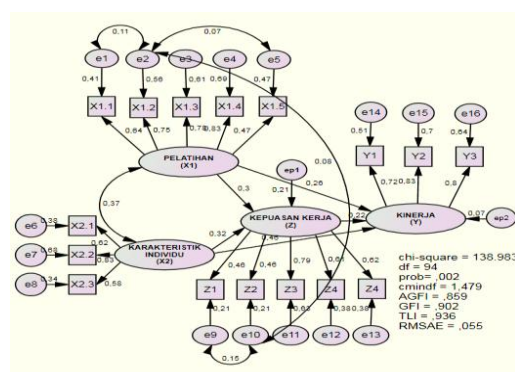 0.11
0.07
e1
e2
e3
e4
e5
0.41
0.56
0.61
0.69
0.47
X1.1
X1.2
X1.3
X1.4
X1.5
0.64
0.75
0.78
0,83
0.47
PELATIHAN
(X1)
e14
e15
e16
0,51
0,7
0,64
Y1
Y2
Y3
0,72
0,83
0,8
ep1
0.08
0.3
0,21
0.26
0,37
KEPUASAN KERJA
(Z)
0,22
KINERJA
(Y)
0,07
ep2
e6
0,38
X2.1
0,62
0,32
e7
0,68
X2.2
0,83
KARAKTERISTIK
INDIVIDU
(X2)
e8
0,34
X2.3
0,58
0,46
0,46
0,79
0,61
0,62
Z1
Z2
Z3
Z4
Z4
0,21
0,21
0,63
0,38
0,38
e9
e10
e11
e12
e13
0,15
chi-square = 138.983
df = 94
prob= ,002
cmindf = 1,479
AGFI = ,859
GFI = ,902
TLI = ,936
RMSAE = ,055